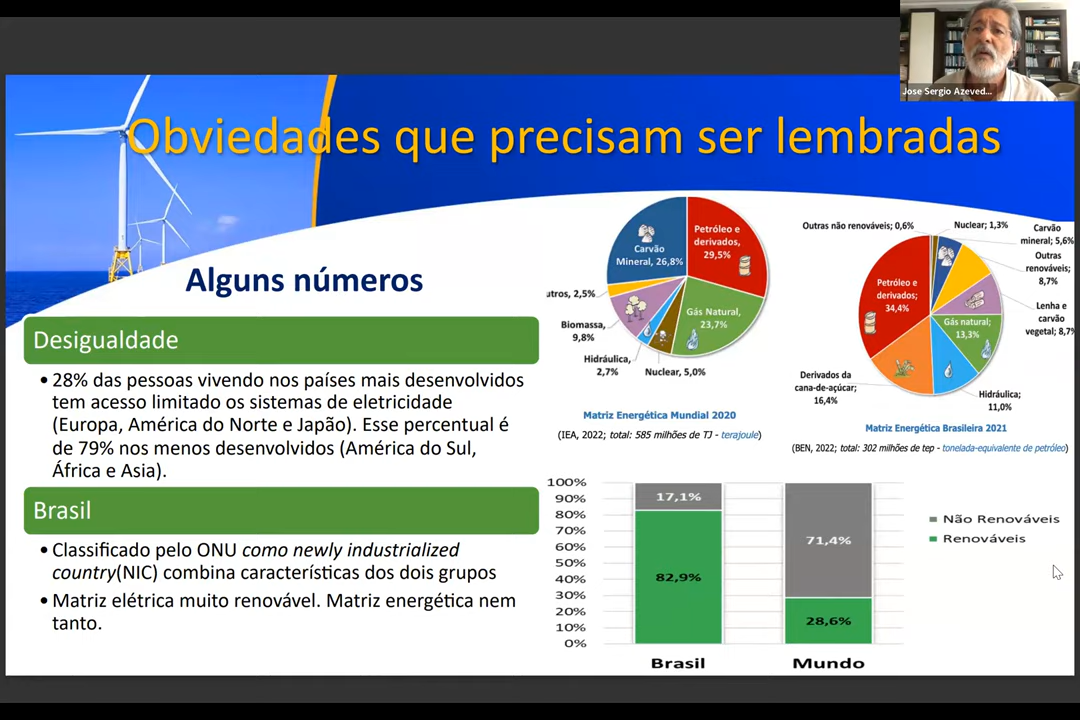 Jose Sergio Azeved...
Obviedades que precisam ser lembradas
Alguns números
Desigualdade
• 28% das pessoas vivendo nos países mais desenvolvidos
tem acesso limitado os sistemas de eletricidade
(Europa, América do Norte e Japão). Esse percentual é
de 79% nos menos desenvolvidos (América do Sul,
África e Asia).
Brasil
• Classificado pelo ONU como newly industrialized
country(NIC) combina características dos dois grupos
• Matriz elétrica muito renovável. Matriz energética nem
tanto.
Carvão
Mineral, 26,8%
Petróleo e
derivados,
29,5%
utros, 2,5%
Gás Natural,
23,7%
Biomassa,
9,8%
Hidráulica,
2,7%
Nuclear, 5,0%
Matriz Energética Mundial 2020
(IEA, 2022; total: 585 milhões de TJ - terajoule)
Outras não renováveis; 0,6%
Nuclear; 1,3%
Carvão
mineral; 5,6%
Outras
renováveis;
8,7%
Petróleo e
derivados;
34,4%
Lenha e
carvão
vegetal; 8,7%
Gás natural;
13,3%
Derivados da
cana-de-açúcar;
16,4%
Hidráulica;
11,0%
Matriz Energética Brasileira 2021
(BEN, 2022; total: 302 milhões de tep - tonelada-equivalente de petróleo)
100%
90%
80%
70%
60%
50%
40%
30%
20%
10%
0%
17,1%
82,9%
71,4%
28,6%
Brasil
Mundo
Não Renováveis
Renováveis